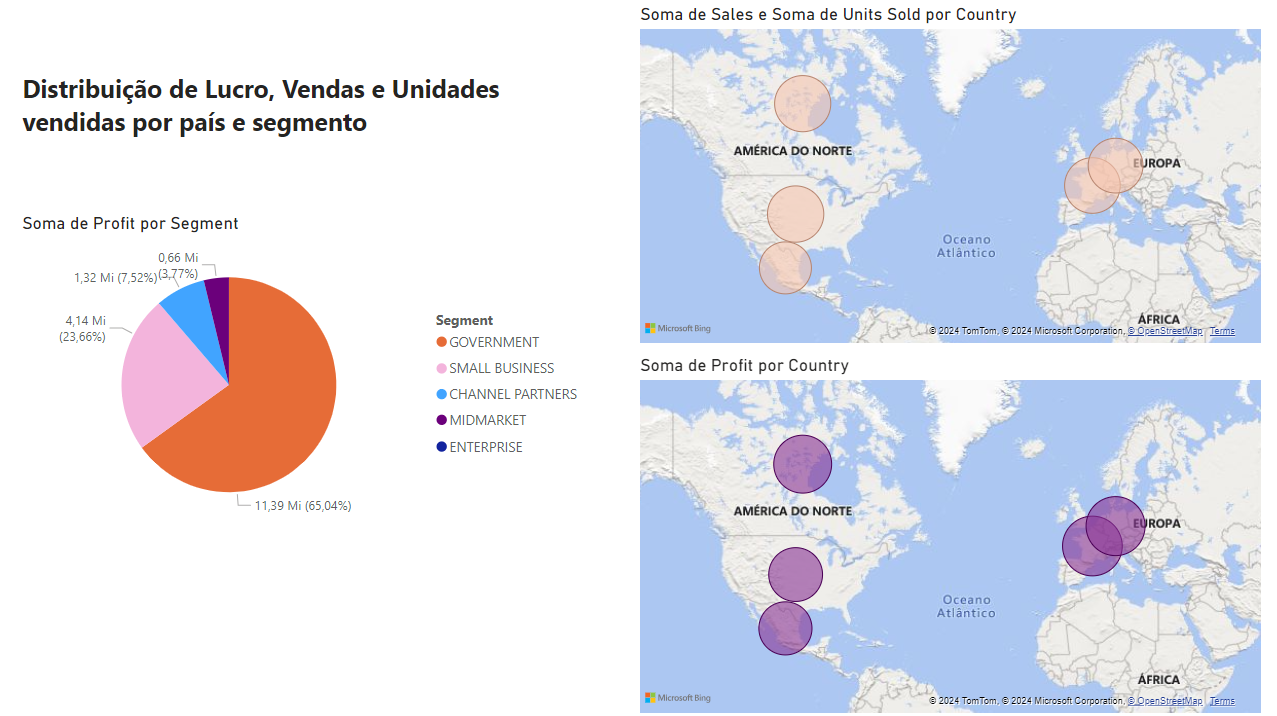 Distribuição de Lucro, Vendas e Unidades
vendidas por país e segmento
Soma de Profit por Segment
0,66 Mi
(3,77%)
1,32 Mi (7,52%)
4,14 Mi
(23,66%)
11,39 Mi (65,04%)
Segment
GOVERNMENT
SMALL BUSINESS
CHANNEL PARTNERS
MIDMARKET
ENTERPRISE
Soma de Sales e Soma de Units Sold por Country
AMÉRICA DO NORTE
EUROPA
Oceano
Atlântico
ÁFRICA
Microsoft Bing
© 2024 TomTom, © 2024 Microsoft Corporation, © OpenStreetMap Terms
Soma de Profit por Country
AMÉRICA DO NORTE
EUROPA
Oceano
Atlântico
ÁFRICA
Microsoft Bing
© 2024 TomTom, © 2024 Microsoft Corporation, © OpenStreetMap Terms